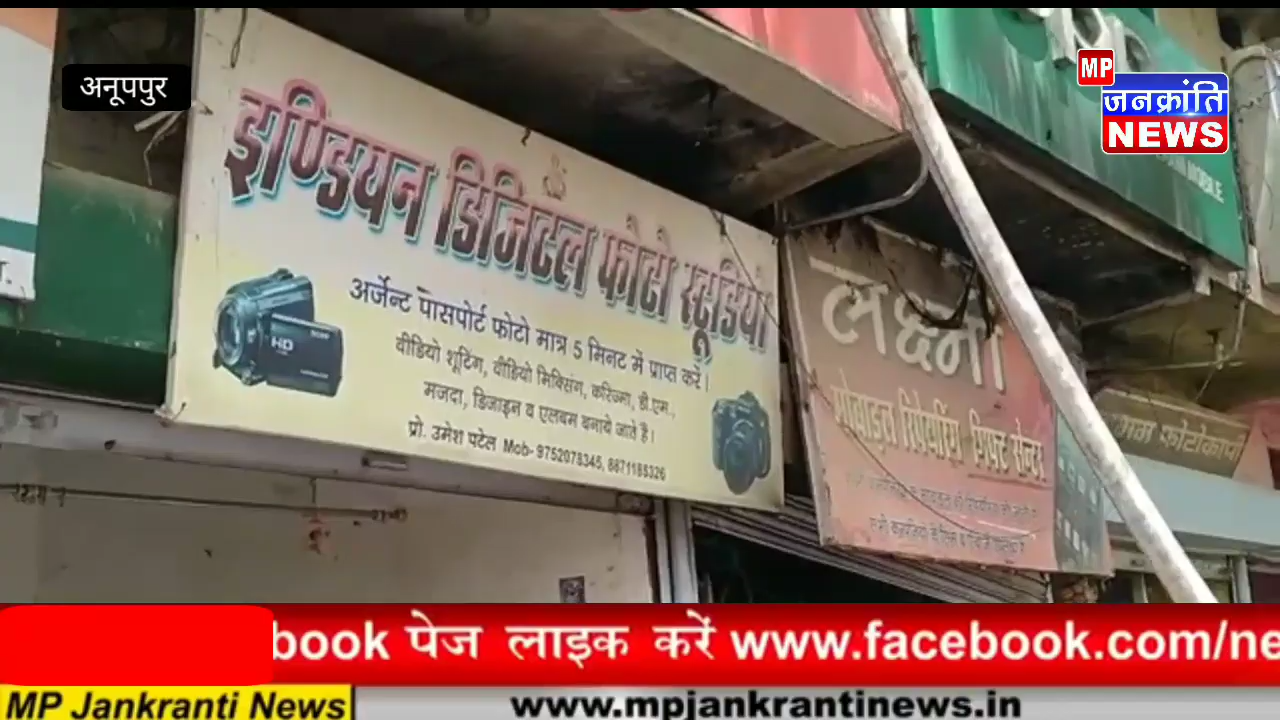 अनूपपुर
MP
जनक्रांति
NEWS
इण्डियन डिजिटल फोटो स्टूडियो
अर्जेन्ट पासपोर्ट फोटो मात्र 5 मिनट में प्राप्त करें।
वीडियो शूटिंग, वीडियो मिक्सिंग, करिज्मा, डी.एम.,
मजदा, डिजाइन व एलबम बनाये जाते है।
प्रो. उमेश पटेल Mob- 9752078345, 8871185326
HD
SONY
लक्ष्मी
मोबाइल रिपेयरिंग गिफ्ट सेन्टर
फोटोकापी
MOBILE
book पेज लाइक करें www.facebook.com/ne
MP Jankranti News
www.mpjankrantinews.in